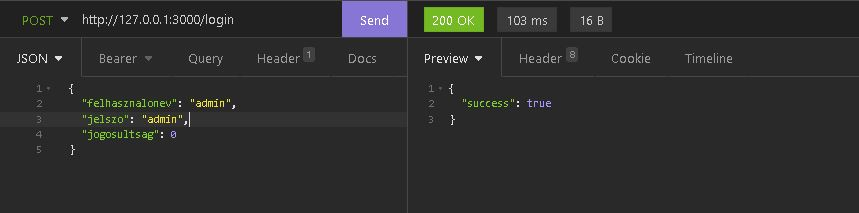 POST http://127.0.0.1:3000/login Send 200 OK 103 ms 16 B
JSON Bearer Query Header 1 Docs Preview Header 8 Cookie Timeline
1 {
2 "felhasznalonev": "admin",
3 "jelszo": "admin",
4 "jogosultsag": 0
5 }
1 {
2 "success": true
3 }